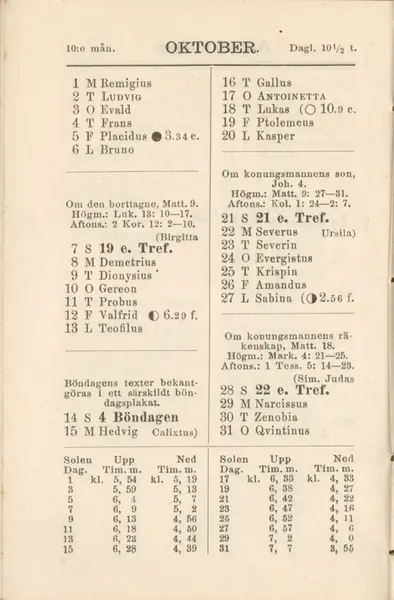 10:e mån. OKTOBER. Dagl. 10 1/2 t.
1 M Remigius
2 T LUDVIG
3 O Evald
4 T Frans
5 F Placidus ● 3.34 e.
6 L Bruno
Om den borttagne, Matt. 9.
Högm.: Luk. 13: 10—17.
Aftons.: 2 Kor. 12: 2—10.
(Birgitta
7 S 19 e. Tref.
8 M Demetrius
9 T Dionysius
10 O Gereon
11 T Probus
12 F Valfrid ◐ 6.29 f.
13 L Teofilus
Böndagens texter bekant-
göras i ett särskildt bön-
dagsplakat.
14 S 4 Böndagen
15 M Hedvig Calixtus)
16 T Gallus
17 O ANTOINETTA
18 T Lukas (○ 10.9 e.
19 F Ptolemeus
20 L Kasper
Om konungsmannens son,
Joh. 4.
Högm.: Matt. 9: 27—31.
Aftons.: Kol. 1: 24—2: 7.
21 S 21 e. Tref.
22 M Severus Ursila)
23 T Severin
24 O Evergistus
25 T Krispin
26 F Amandus
27 L Sabina (◑ 2.56 f.
Om konungsmannens rä-
kenskap, Matt. 18.
Högm.: Mark. 4: 21—25.
Aftons.: 1 Tess. 5: 14—23.
(Sim. Judas
28 S 22 e. Tref.
29 M Narcissus
30 T Zenobia
31 O Qvintinus
Solen Upp Ned
Dag. Tim. m. Tim. m.
1 kl. 5, 54 kl. 5, 19
3 5, 59 5, 13
5 6, 4 5, 7
7 6, 9 5, 2
9 6, 13 4, 56
11 6, 18 4, 50
13 6, 23 4, 44
15 6, 28 4, 39
Solen Upp Ned
Dag. Tim. m. Tim. m.
17 kl. 6, 33 kl. 4, 33
19 6, 38 4, 27
21 6, 42 4, 22
23 6, 47 4, 16
25 6, 52 4, 11
27 6, 57 4, 6
29 7, 2 4, 0
31 7, 7 3, 55